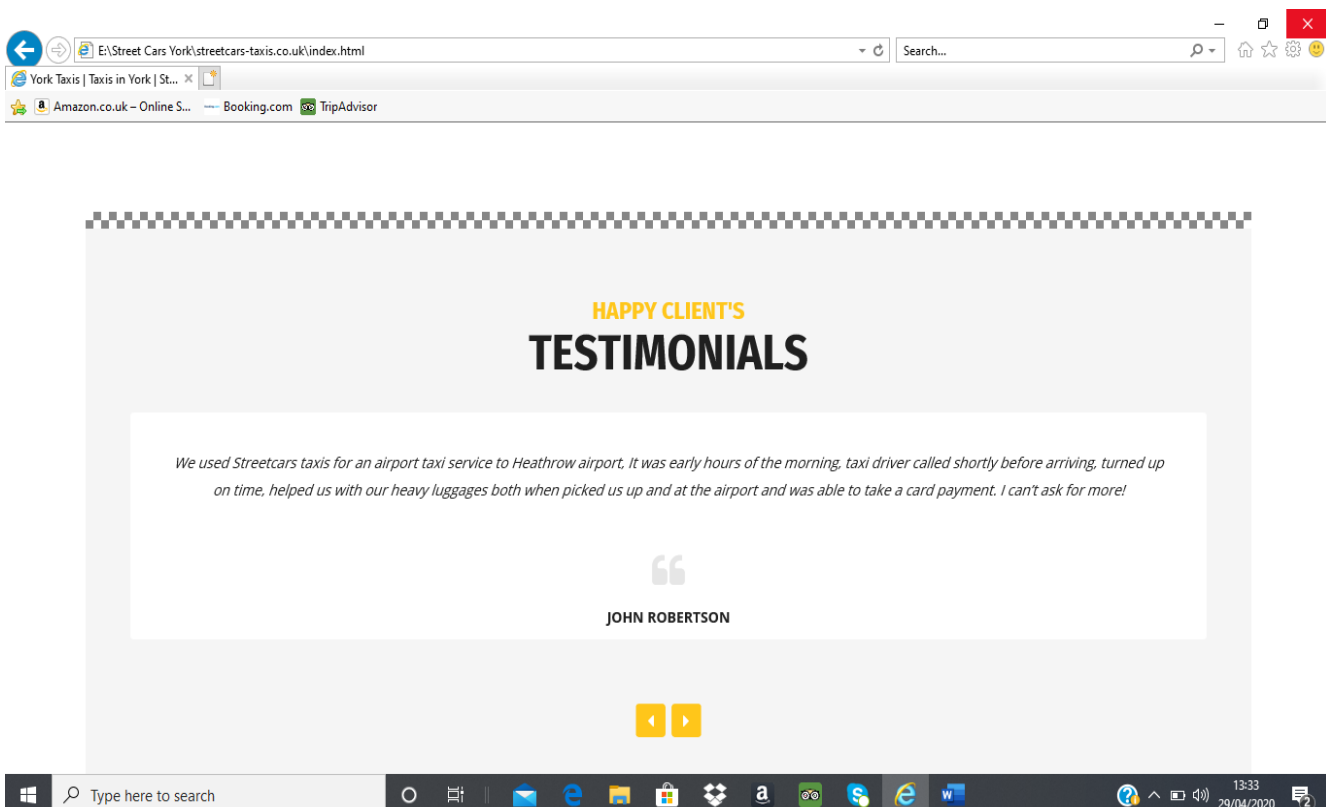 E:\Street Cars York\streetcars-taxis.co.uk\index.html
Search...
York Taxis | Taxis in York | St...
Amazon.co.uk – Online S...
Booking.com
TripAdvisor
HAPPY CLIENT'S
TESTIMONIALS
We used Streetcars taxis for an airport taxi service to Heathrow airport, It was early hours of the morning, taxi driver called shortly before arriving, turned up
on time, helped us with our heavy luggages both when picked us up and at the airport and was able to take a card payment. I can't ask for more!
JOHN ROBERTSON
Type here to search
13:33
29/04/2020
2